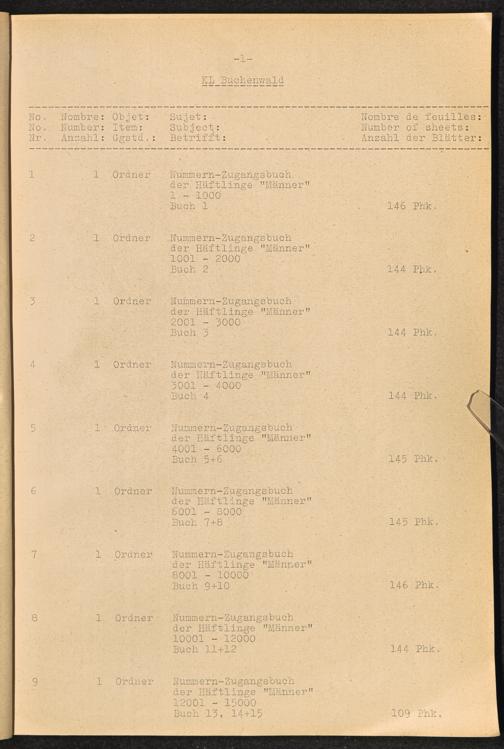 -1-
KL Buchenwald
No. Nombre: Objet: Sujet: Nombre de feuilles:
No. Number: Item: Subject: Number of sheets:
Nr. Anzahl: Ggstd.: Betrifft: Anzahl der Blätter:
1 1 Ordner Nummern-Zugangsbuch
der Häftlinge "Männer"
1 - 1000
Buch 1 146 Phk.
2 1 Ordner Nummern-Zugangsbuch
der Häftlinge "Männer"
1001 - 2000
Buch 2 144 Phk.
3 1 Ordner Nummern-Zugangsbuch
der Häftlinge "Männer"
2001 - 3000
Buch 3 144 Phk.
4 1 Ordner Nummern-Zugangsbuch
der Häftlinge "Männer"
3001 - 4000
Buch 4 144 Phk.
5 1 Ordner Nummern-Zugangsbuch
der Häftlinge "Männer"
4001 - 6000
Buch 5+6 145 Phk.
6 1 Ordner Nummern-Zugangsbuch
der Häftlinge "Männer"
6001 - 8000
Buch 7+8 145 Phk.
7 1 Ordner Nummern-Zugangsbuch
der Häftlinge "Männer"
8001 - 10000
Buch 9+10 146 Phk.
8 1 Ordner Nummern-Zugangsbuch
der Häftlinge "Männer"
10001 - 12000
Buch 11+12 144 Phk.
9 1 Ordner Nummern-Zugangsbuch
der Häftlinge "Männer"
12001 - 15000
Buch 13, 14+15 109 Phk.